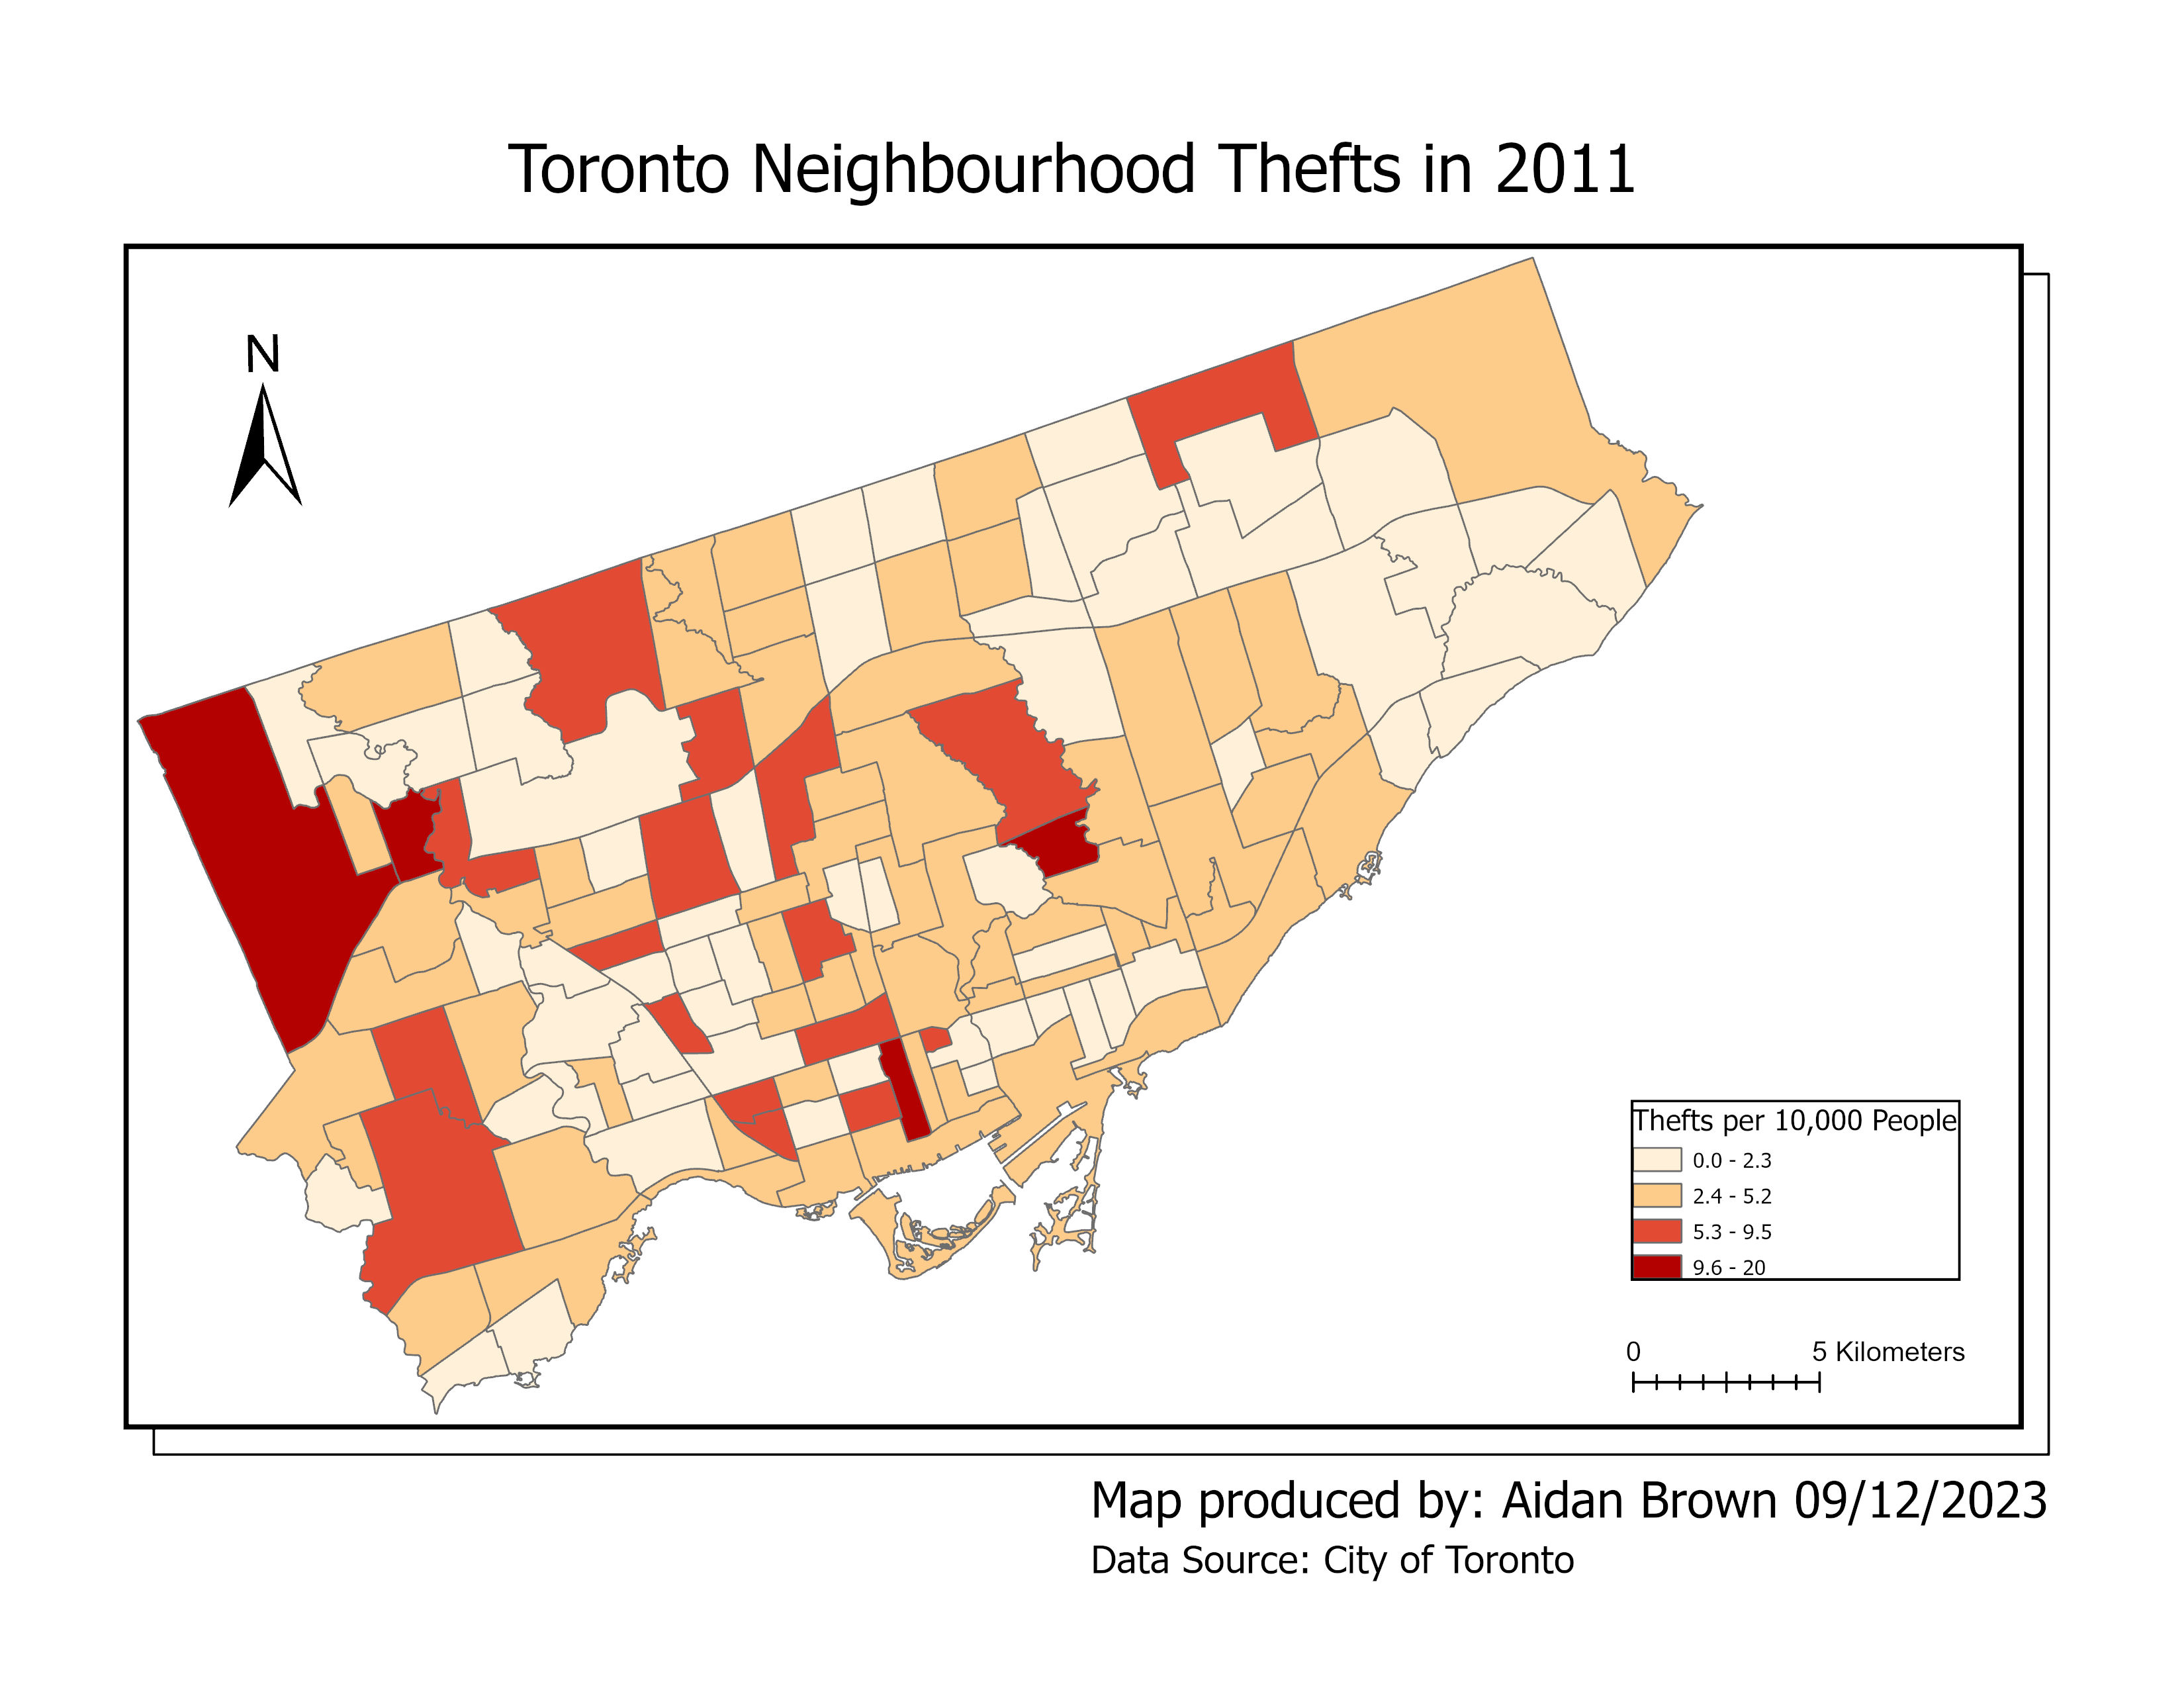 Toronto Neighbourhood Thefts in 2011
N
Thefts per 10,000 People
0.0 - 2.3
2.4 - 5.2
5.3 - 9.5
9.6 - 20
0 5 Kilometers
Map produced by: Aidan Brown 09/12/2023
Data Source: City of Toronto